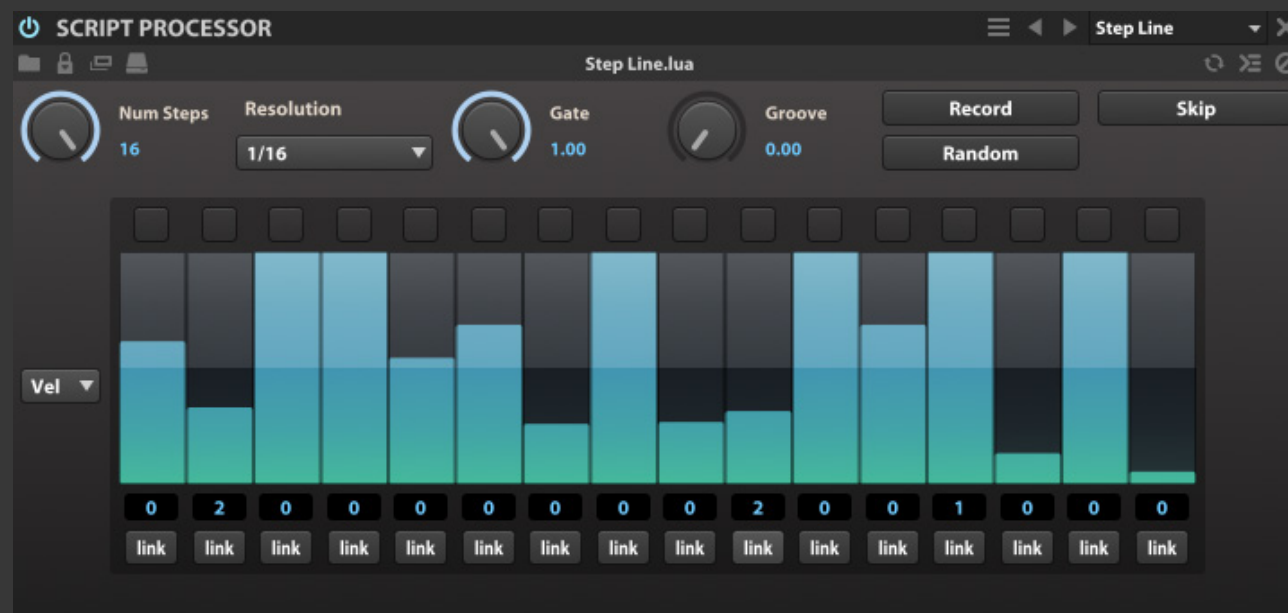 SCRIPT PROCESSOR Step Line
Step Line.lua
Num Steps
16
Resolution
1/16
Gate
1.00
Groove
0.00
Record
Random
Skip
Vel
0 2 0 0 0 0 0 0 0 2 0 0 1 0 0 0
link link link link link link link link link link link link link link link link